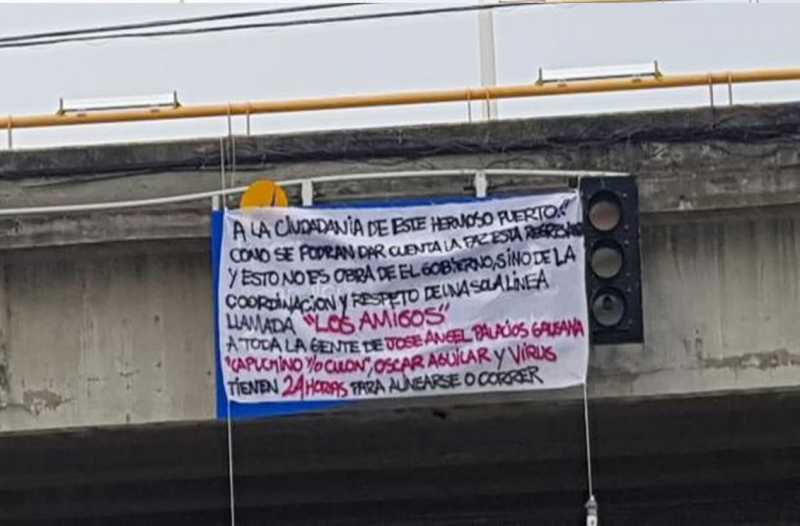 A LA CIUDADANIA DE ESTE HERMOSO PUERTO."
COMO SE PODRAN DAR CUENTA LA PAZ ESTA REGRESANDO
Y ESTO NO ES OBRA DE EL GOBIERNO, SINO DE LA
COORDINACION Y RESPETO DE UNA SOLA LINEA
LLAMADA "LOS AMIGOS"
A TODA LA GENTE DE JOSE ANGEL PALACIOS GALEANA
"CAPUCHINO Y/O CULON", OSCAR AGUILAR Y VIRUS
TIENEN 24 HORAS PARA ALINEARSE O CORRER